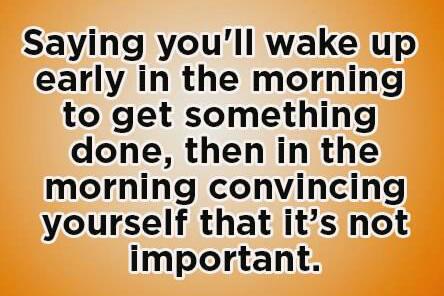 Saying you'll wake up
early in the morning
to get something
done, then in the
morning convincing
yourself that it’s not
important.